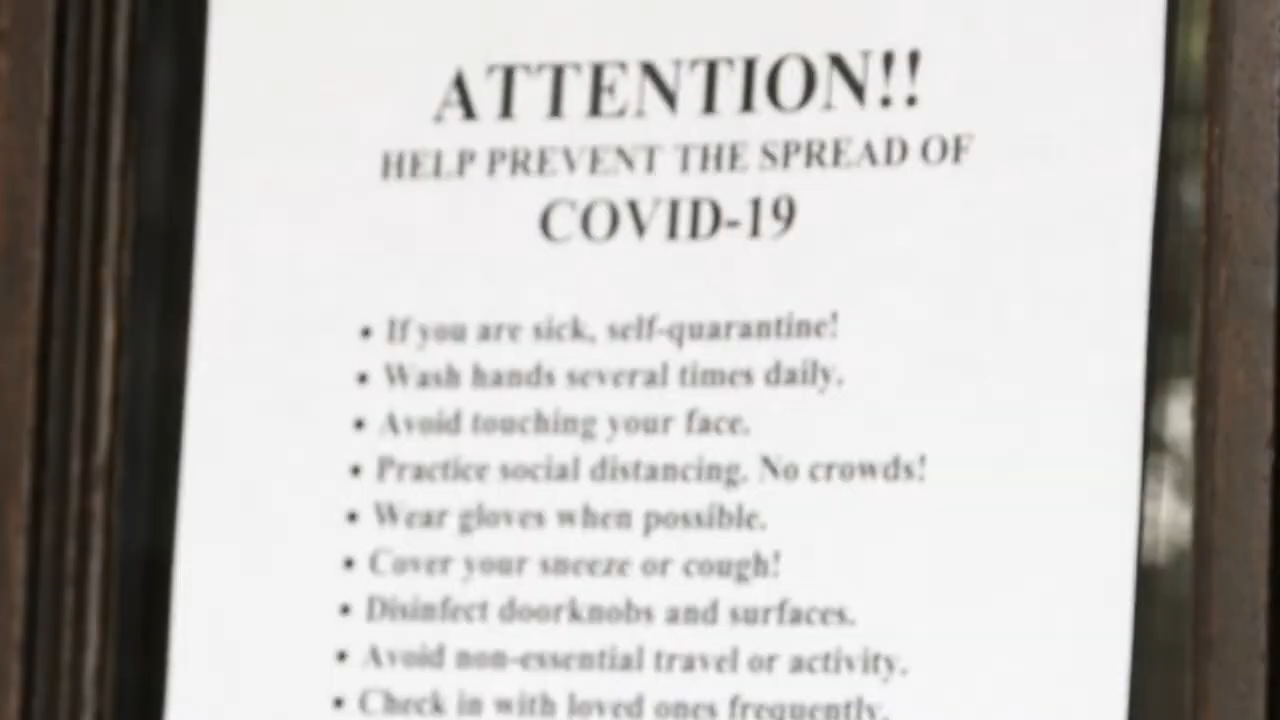 ATTENTION!!
HELP PREVENT THE SPREAD OF
COVID-19
• If you are sick, self-quarantine!
• Wash hands several times daily.
• Avoid touching your face.
• Practice social distancing. No crowds!
• Wear gloves when possible.
• Cover your sneeze or cough!
• Disinfect doorknobs and surfaces.
• Avoid non-essential travel or activity.
• Check in with loved ones frequently.